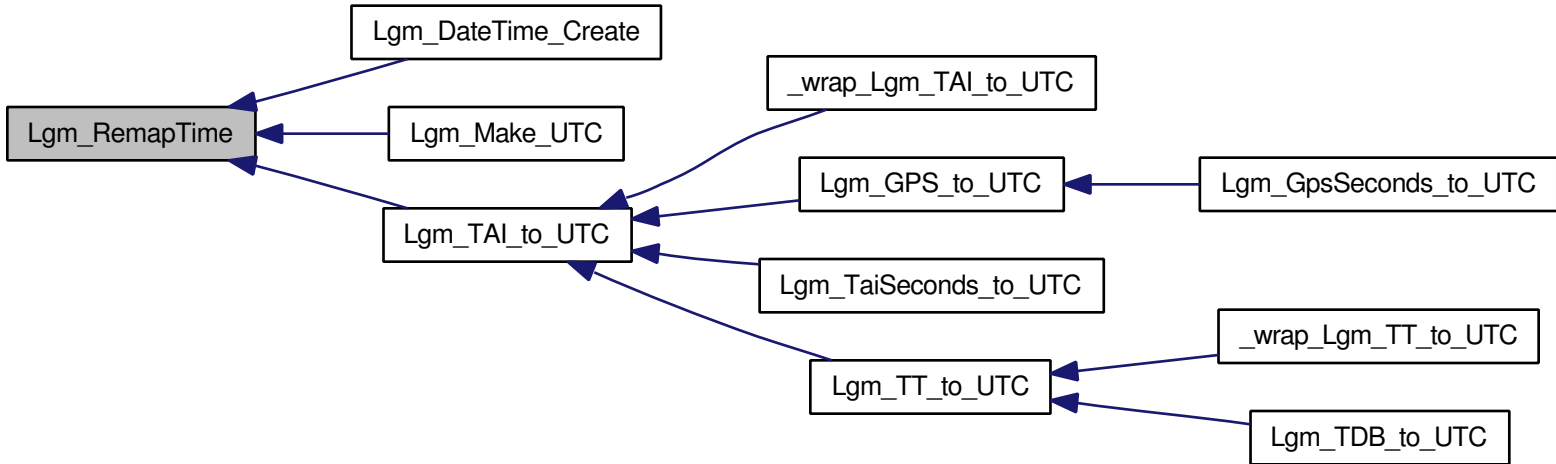 Lgm_DateTime_Create
_wrap_Lgm_TAI_to_UTC
Lgm_RemapTime
Lgm_Make_UTC
Lgm_GPS_to_UTC
Lgm_GpsSeconds_to_UTC
Lgm_TAI_to_UTC
Lgm_TaiSeconds_to_UTC
_wrap_Lgm_TT_to_UTC
Lgm_TT_to_UTC
Lgm_TDB_to_UTC